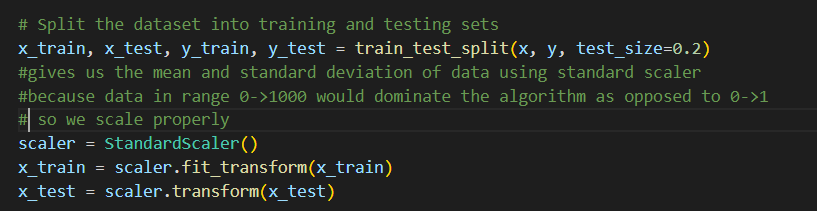 # Split the dataset into training and testing sets
x_train, x_test, y_train, y_test = train_test_split(x, y, test_size=0.2)
#gives us the mean and standard deviation of data using standard scaler
#because data in range 0->1000 would dominate the algorithm as opposed to 0->1
# so we scale properly
scaler = StandardScaler()
x_train = scaler.fit_transform(x_train)
x_test = scaler.transform(x_test)